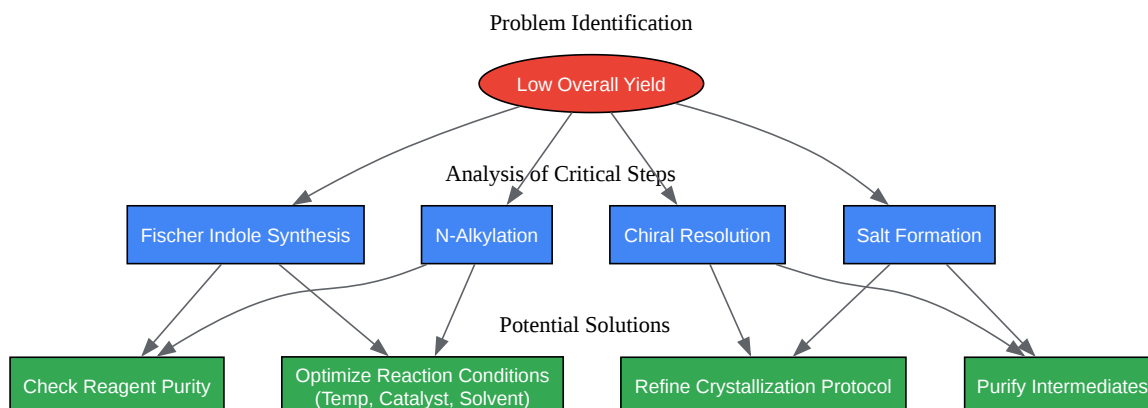 Problem Identification
Low Overall Yield
Analysis of Critical Steps
Fischer Indole Synthesis
N-Alkylation
Chiral Resolution
Salt Formation
Potential Solutions
Check Reagent Purity
Optimize Reaction Conditions
(Temp, Catalyst, Solvent)
Refine Crystallization Protocol
Purify Intermediates